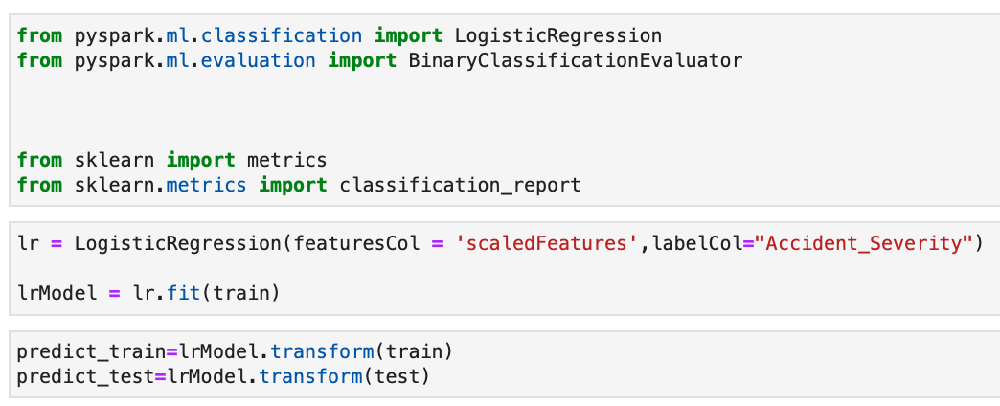 from pyspark.ml.classification import LogisticRegression
from pyspark.ml.evaluation import BinaryClassificationEvaluator
from sklearn import metrics
from sklearn.metrics import classification_report
lr = LogisticRegression(featuresCol = 'scaledFeatures',labelCol="Accident_Severity")
lrModel = lr.fit(train)
predict_train=lrModel.transform(train)
predict_test=lrModel.transform(test)